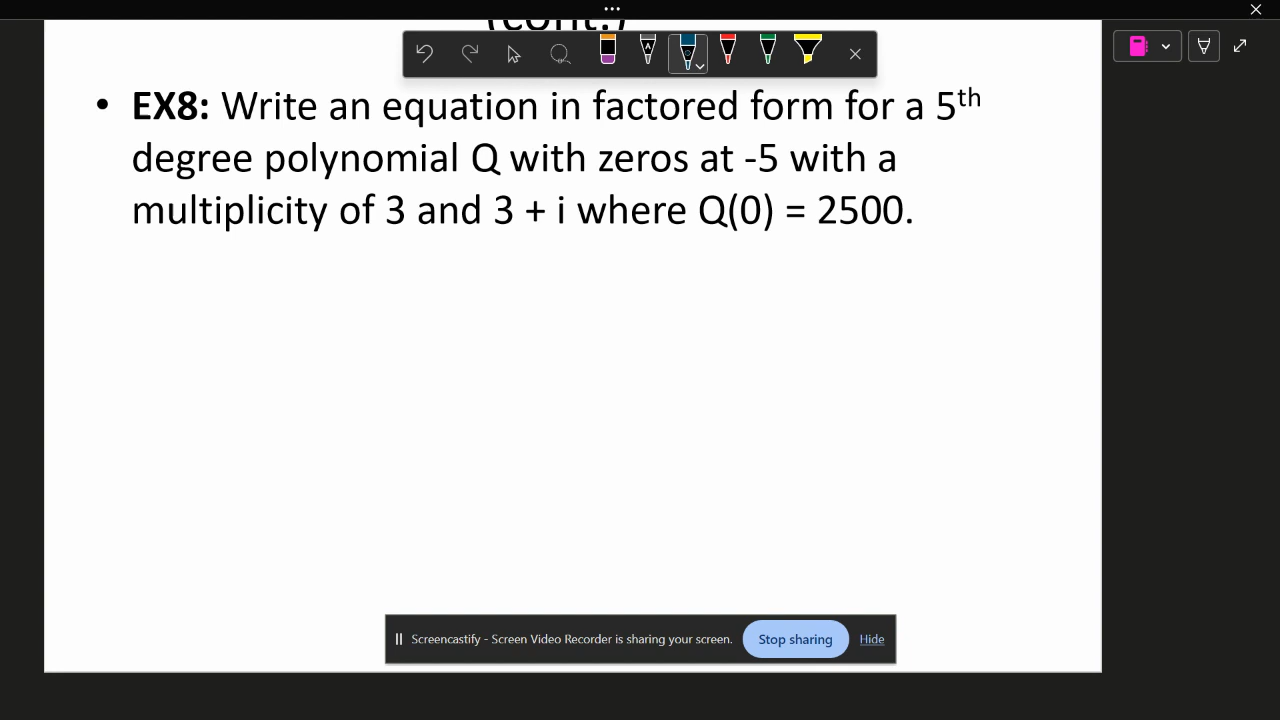 (cont.)
• EX8: Write an equation in factored form for a 5th
degree polynomial Q with zeros at -5 with a
multiplicity of 3 and 3 + i where Q(0) = 2500.
Screencastify - Screen Video Recorder is sharing your screen. Stop sharing Hide